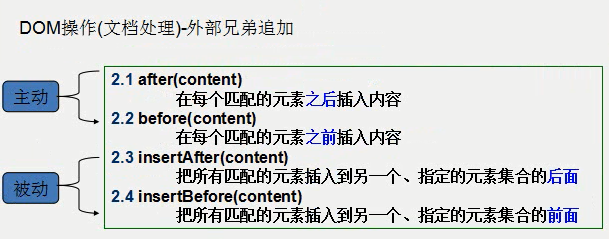 DOM操作(文档处理)-外部兄弟追加
主动
2.1 after(content)
在每个匹配的元素之后插入内容
2.2 before(content)
在每个匹配的元素之前插入内容
被动
2.3 insertAfter(content)
把所有匹配的元素插入到另一个、指定的元素集合的后面
2.4 insertBefore(content)
把所有匹配的元素插入到另一个、指定的元素集合的前面